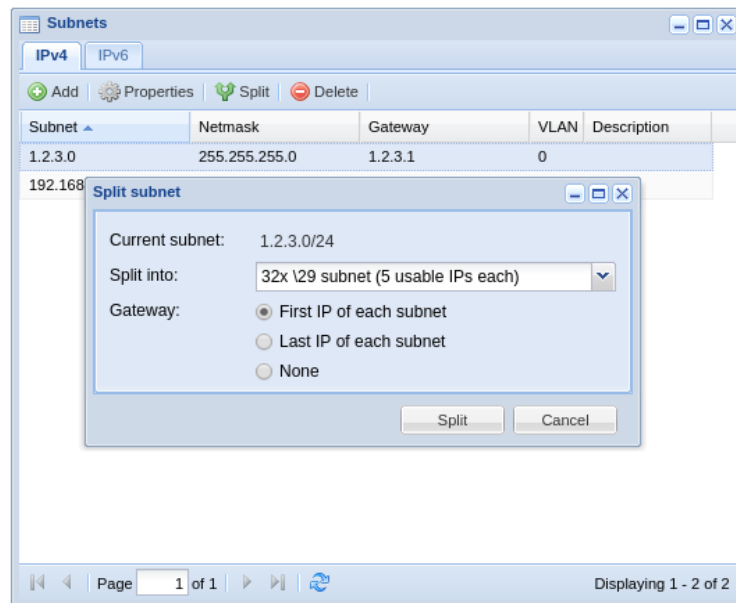 Subnets
IPv4 IPv6
Add Properties Split Delete
Subnet Netmask Gateway VLAN Description
1.2.3.0 255.255.255.0 1.2.3.1 0
192.168
Split subnet
Current subnet: 1.2.3.0/24
Split into: 32x \29 subnet (5 usable IPs each)
Gateway: First IP of each subnet
Last IP of each subnet
None
Split Cancel
Page 1 of 1 Displaying 1 - 2 of 2